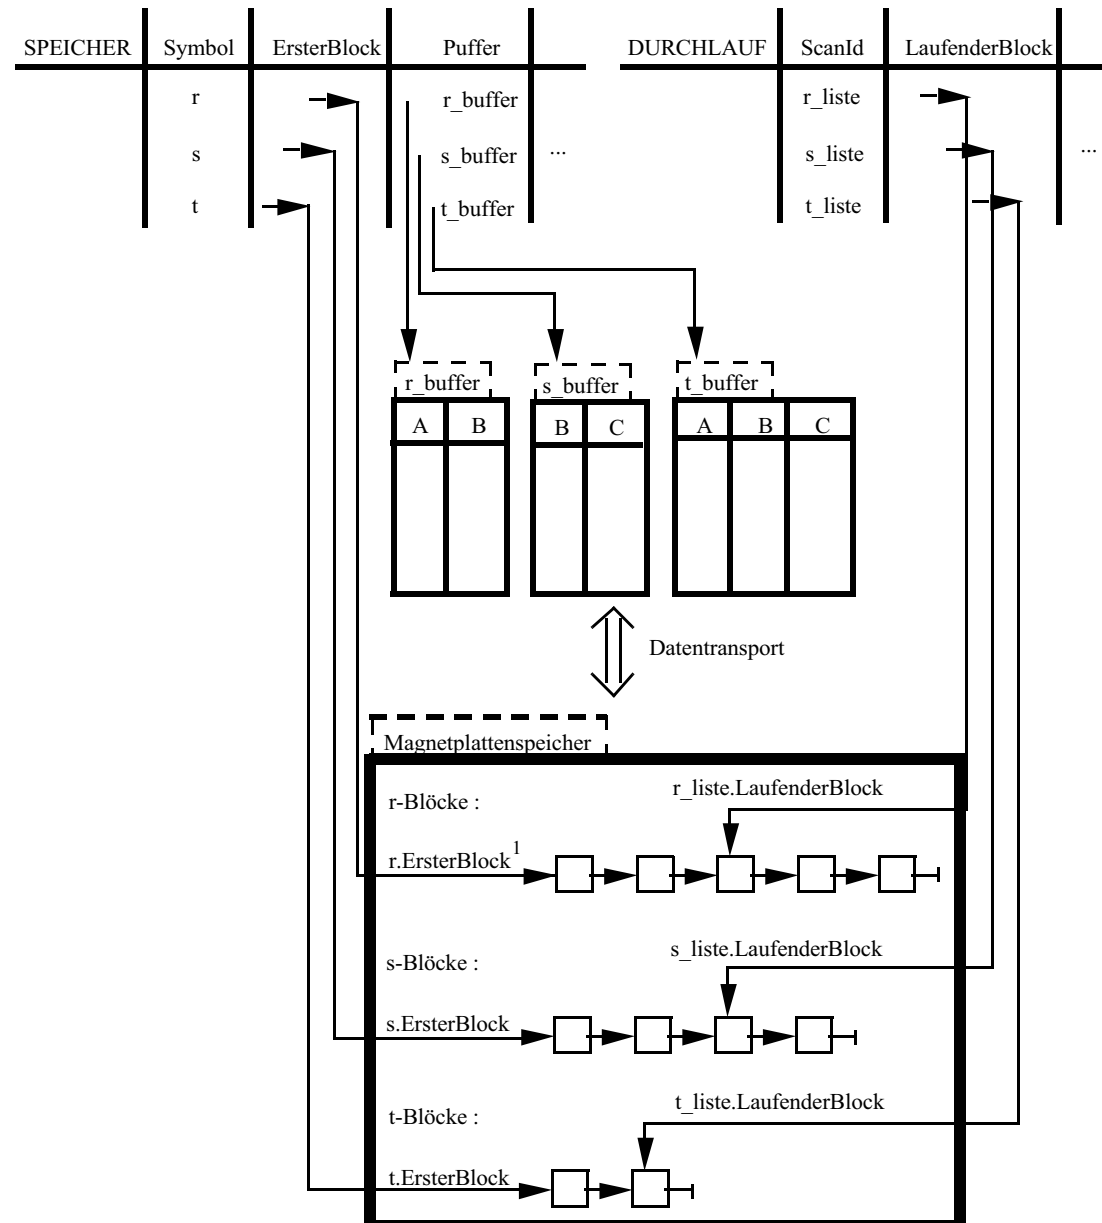 SPEICHER Symbol ErsterBlock Puffer DURCHLAUF ScanId LaufenderBlock
r r_buffer r_liste
s s_buffer ... s_liste ...
t t_buffer t_liste
r_buffer s_buffer t_buffer
A B B C A B C
Datentransport
Magnetplattenspeicher
r-Blöcke : r_liste.LaufenderBlock
r.ErsterBlock1
s-Blöcke : s_liste.LaufenderBlock
s.ErsterBlock
t-Blöcke : t_liste.LaufenderBlock
t.ErsterBlock